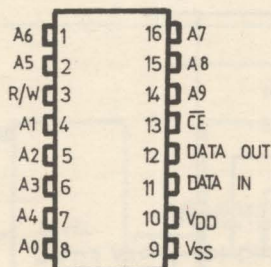 A6 1 16 A7
A5 2 15 A8
R/W 3 14 A9
A1 4 13 C̅E̅
A2 5 12 DATA OUT
A3 6 11 DATA IN
A4 7 10 VDD
A0 8 9 VSS